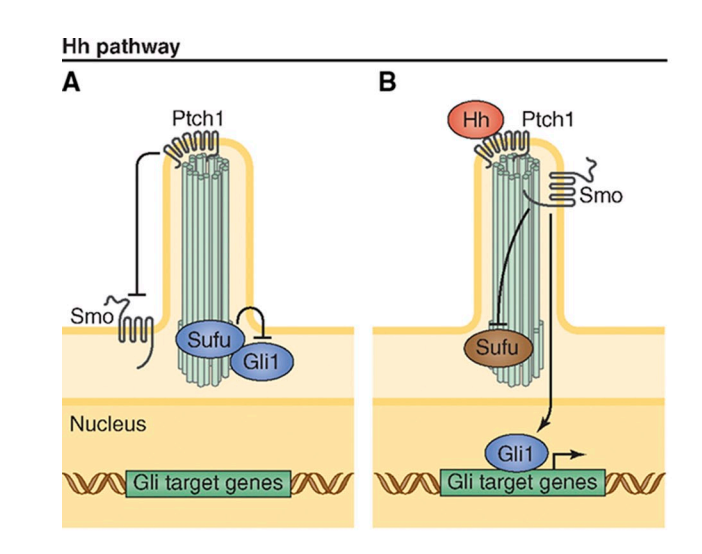 Hh pathway
A
Ptch1
Smo
Sufu
Gli1
Nucleus
Gli target genes
B
Hh
Ptch1
Smo
Sufu
Gli1
Gli target genes